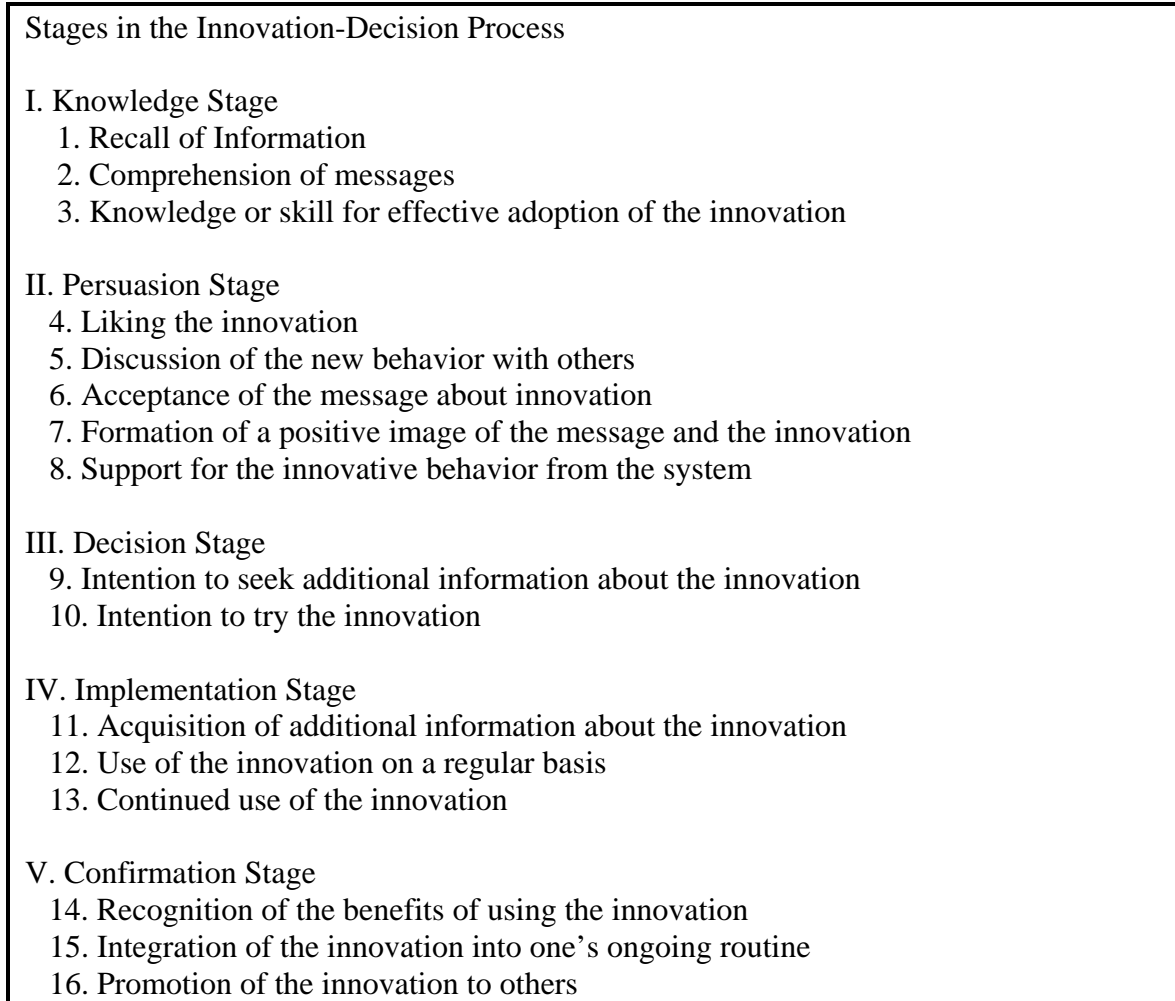 Stages in the Innovation-Decision Process
I. Knowledge Stage
1. Recall of Information
2. Comprehension of messages
3. Knowledge or skill for effective adoption of the innovation
II. Persuasion Stage
4. Liking the innovation
5. Discussion of the new behavior with others
6. Acceptance of the message about innovation
7. Formation of a positive image of the message and the innovation
8. Support for the innovative behavior from the system
III. Decision Stage
9. Intention to seek additional information about the innovation
10. Intention to try the innovation
IV. Implementation Stage
11. Acquisition of additional information about the innovation
12. Use of the innovation on a regular basis
13. Continued use of the innovation
V. Confirmation Stage
14. Recognition of the benefits of using the innovation
15. Integration of the innovation into one’s ongoing routine
16. Promotion of the innovation to others